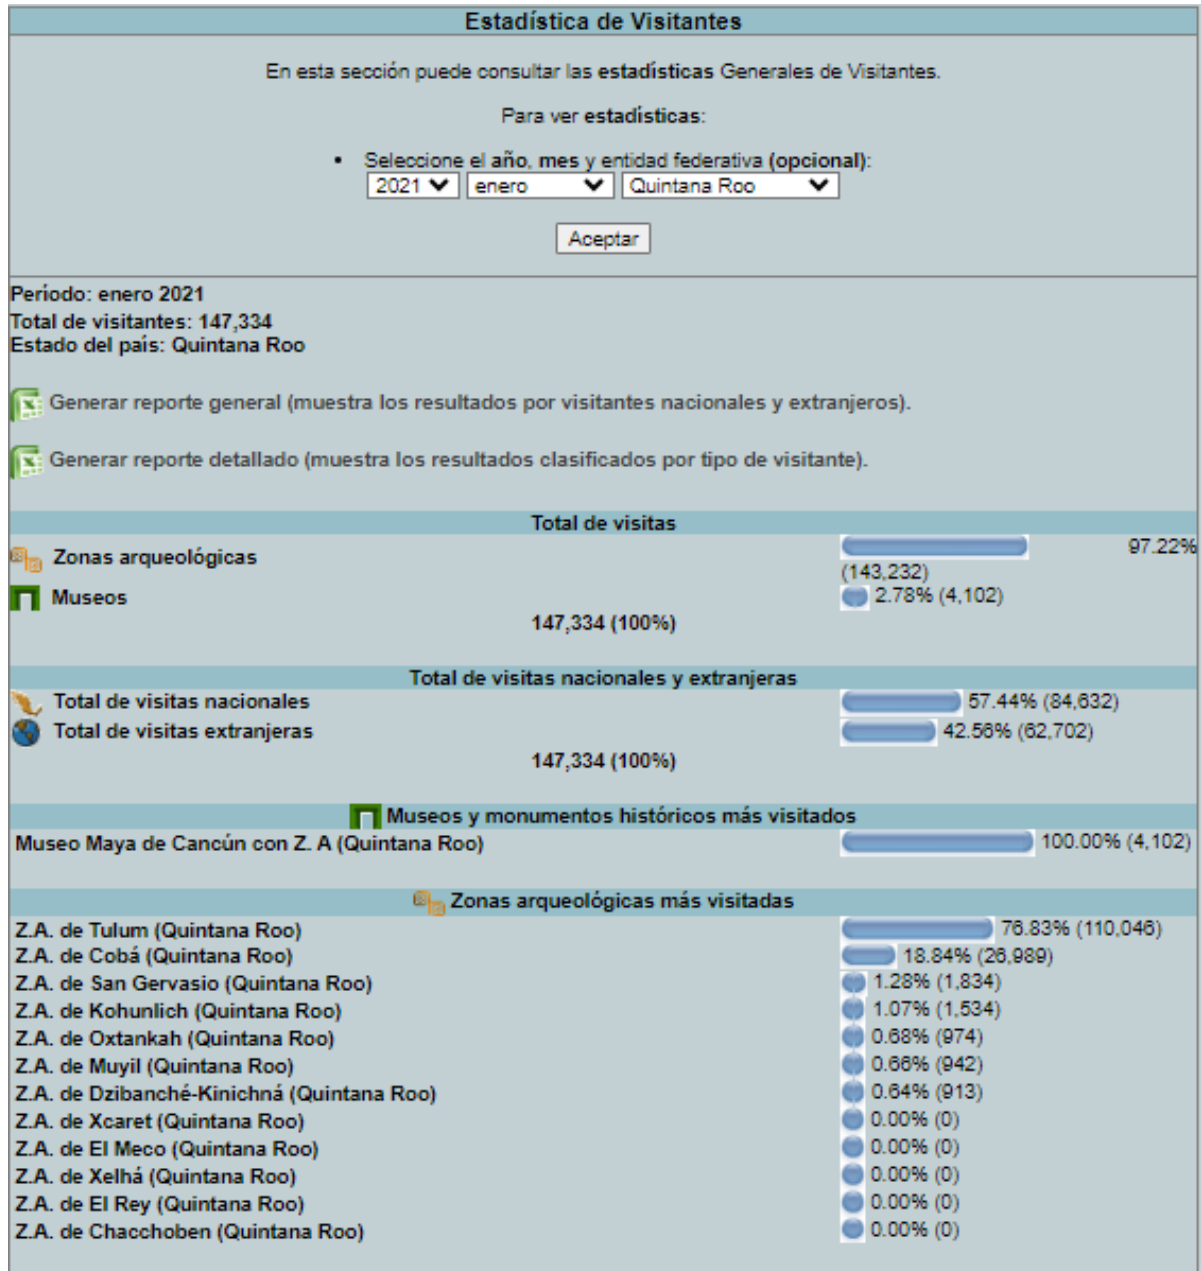 Estadística de Visitantes
En esta sección puede consultar las estadísticas Generales de Visitantes.
Para ver estadísticas:
• Seleccione el año, mes y entidad federativa (opcional):
2021 enero Quintana Roo
Aceptar
Período: enero 2021
Total de visitantes: 147,334
Estado del país: Quintana Roo
Generar reporte general (muestra los resultados por visitantes nacionales y extranjeros).
Generar reporte detallado (muestra los resultados clasificados por tipo de visitante).
Total de visitas
Zonas arqueológicas 97.22% (143,232)
Museos 2.78% (4,102)
147,334 (100%)
Total de visitas nacionales y extranjeras
Total de visitas nacionales 57.44% (84,632)
Total de visitas extranjeras 42.56% (62,702)
147,334 (100%)
Museos y monumentos históricos más visitados
Museo Maya de Cancún con Z. A (Quintana Roo) 100.00% (4,102)
Zonas arqueológicas más visitadas
Z.A. de Tulum (Quintana Roo) 76.83% (110,046)
Z.A. de Cobá (Quintana Roo) 18.84% (26,989)
Z.A. de San Gervasio (Quintana Roo) 1.28% (1,834)
Z.A. de Kohunlich (Quintana Roo) 1.07% (1,534)
Z.A. de Oxtankah (Quintana Roo) 0.68% (974)
Z.A. de Muyil (Quintana Roo) 0.66% (942)
Z.A. de Dzibanché-Kinichná (Quintana Roo) 0.64% (913)
Z.A. de Xcaret (Quintana Roo) 0.00% (0)
Z.A. de El Meco (Quintana Roo) 0.00% (0)
Z.A. de Xelhá (Quintana Roo) 0.00% (0)
Z.A. de El Rey (Quintana Roo) 0.00% (0)
Z.A. de Chacchoben (Quintana Roo) 0.00% (0)